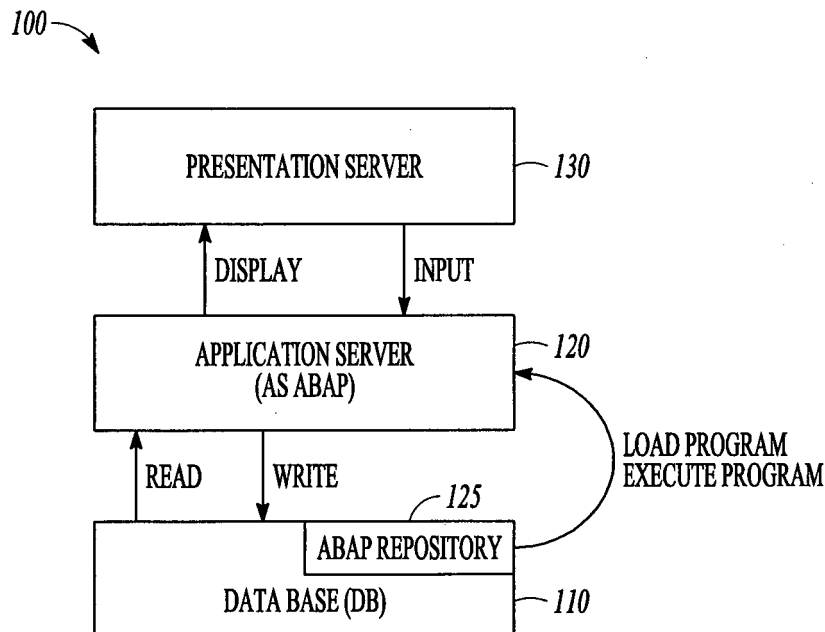 100
PRESENTATION SERVER
130
DISPLAY
INPUT
APPLICATION SERVER
(AS ABAP)
120
LOAD PROGRAM
EXECUTE PROGRAM
READ
WRITE
125
ABAP REPOSITORY
DATA BASE (DB)
110